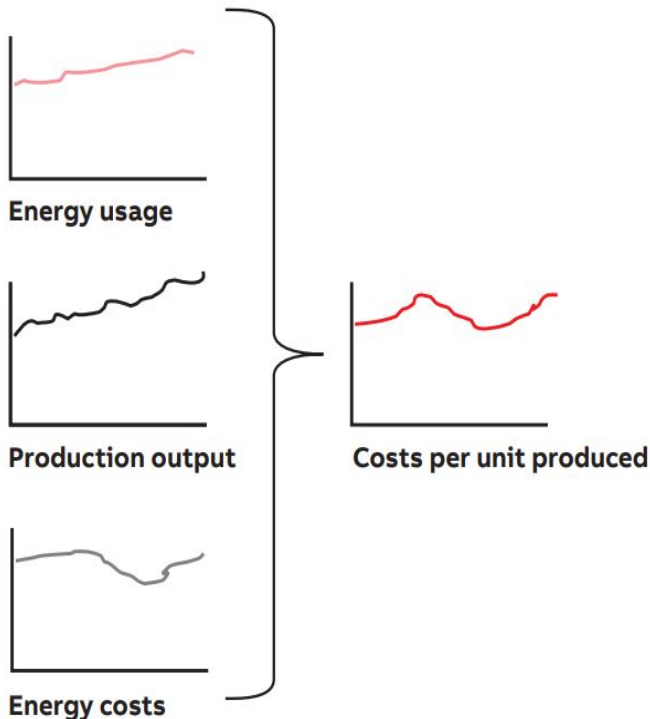 Energy usage
Production output
Costs per unit produced
Energy costs